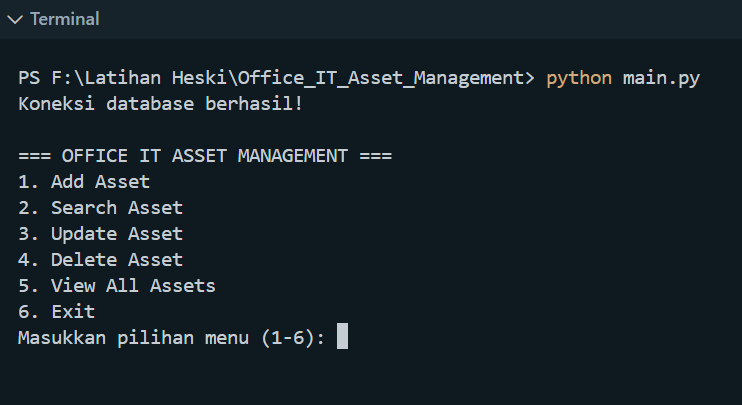 Terminal
PS F:\Latihan Heski\Office_IT_Asset_Management> python main.py
Koneksi database berhasil!
=== OFFICE IT ASSET MANAGEMENT ===
1. Add Asset
2. Search Asset
3. Update Asset
4. Delete Asset
5. View All Assets
6. Exit
Masukkan pilihan menu (1-6):